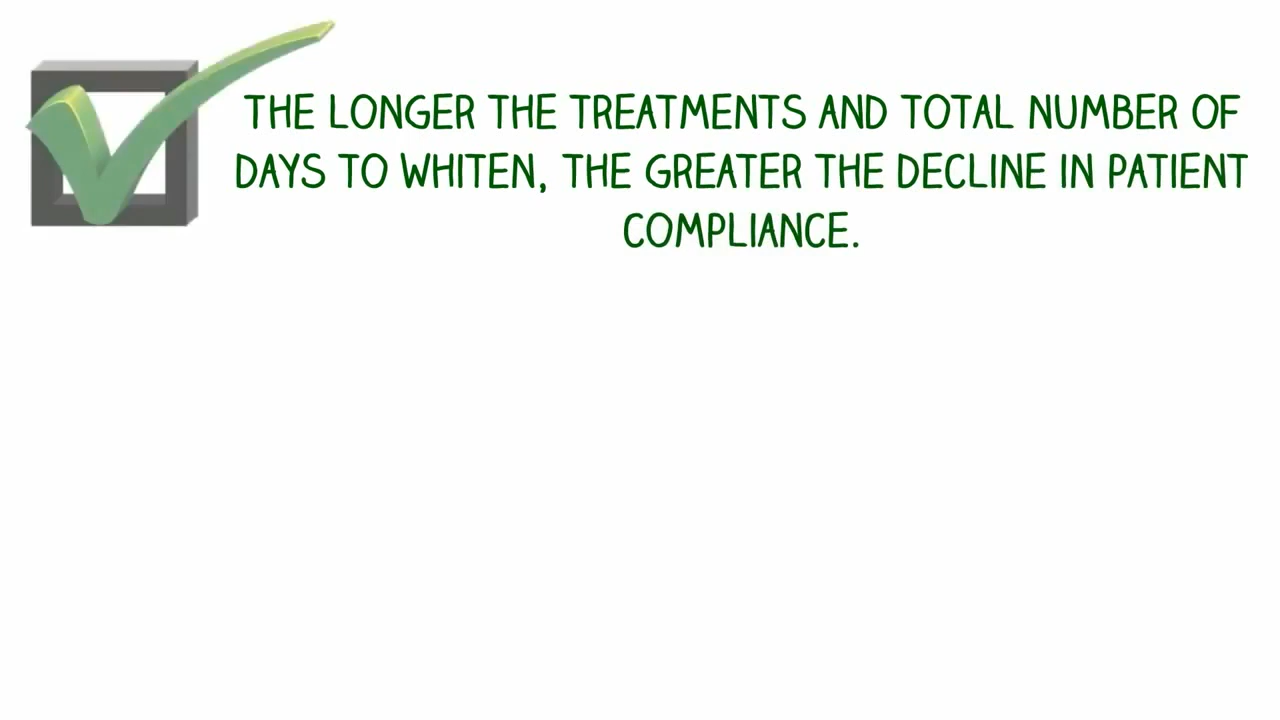 THE LONGER THE TREATMENTS AND TOTAL NUMBER OF
DAYS TO WHITEN, THE GREATER THE DECLINE IN PATIENT
COMPLIANCE.